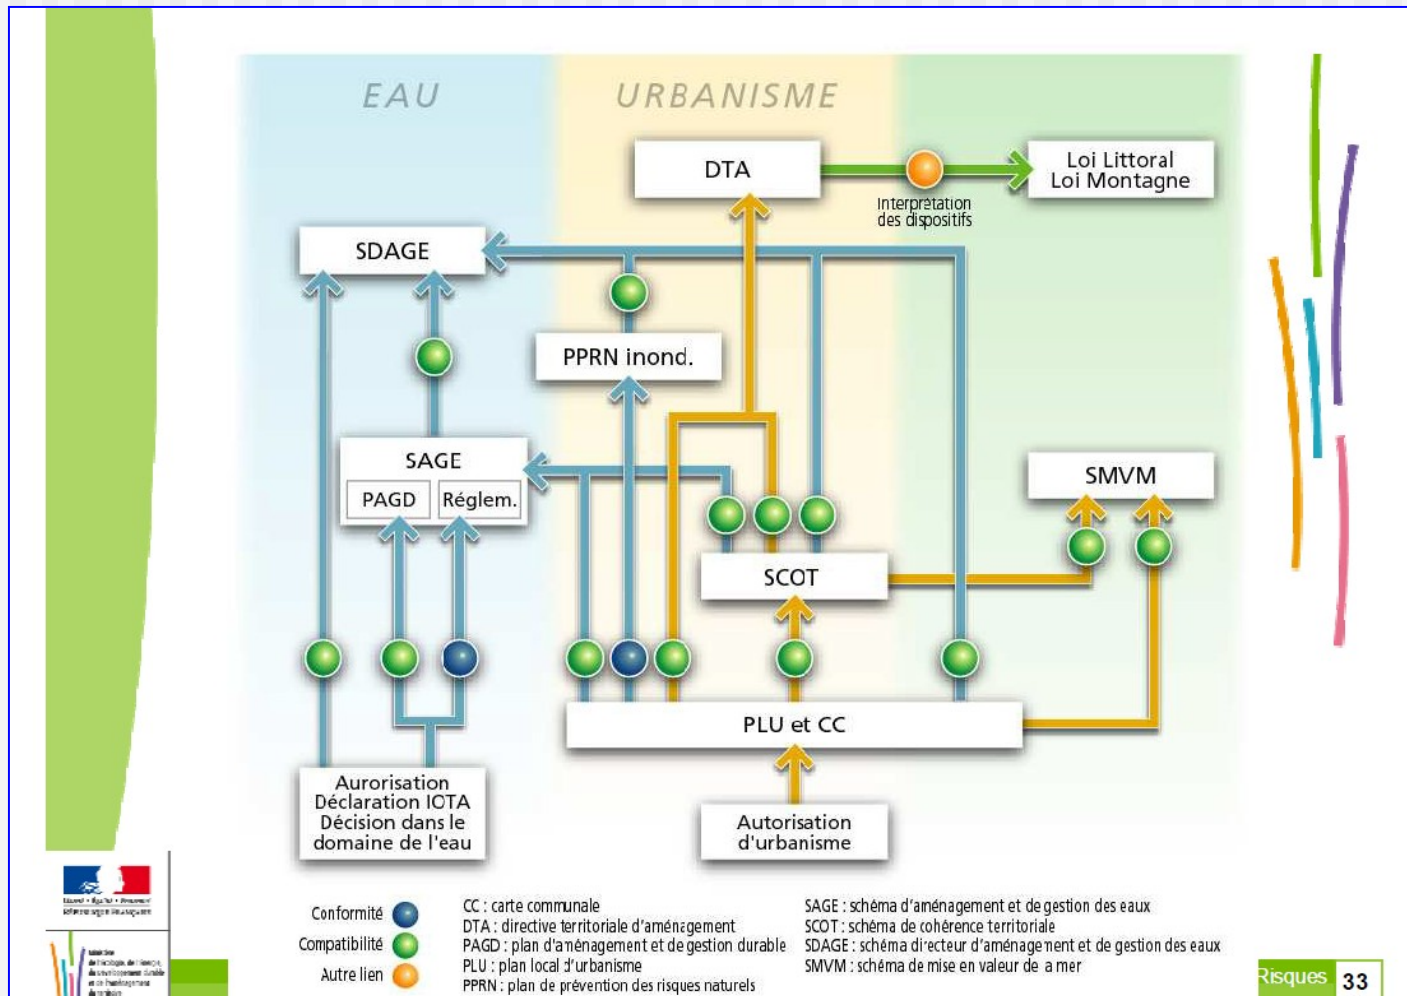 EAU
URBANISME
DTA
Loi Littoral
Loi Montagne
Interprétation
des dispositifs
SDAGE
PPRN inond.
SAGE
PAGD
Réglem.
SMVM
SCOT
PLU et CC
Aurorisation
Déclaration IOTA
Décision dans le
domaine de l'eau
Autorisation
d'urbanisme
Conformité
Compatibilité
Autre lien
CC : carte communale
DTA : directive territoriale d'aménagement
PAGD : plan d'aménagement et de gestion durable
PLU : plan local d'urbanisme
PPRN : plan de prévention des risques naturels
SAGE : schéma d'aménagement et de gestion des eaux
SCOT : schéma de cohérence territoriale
SDAGE : schéma directeur d'aménagement et de gestion des eaux
SMVM : schéma de mise en valeur de a mer
RÉPUBLIQUE FRANÇAISE
Risques
33